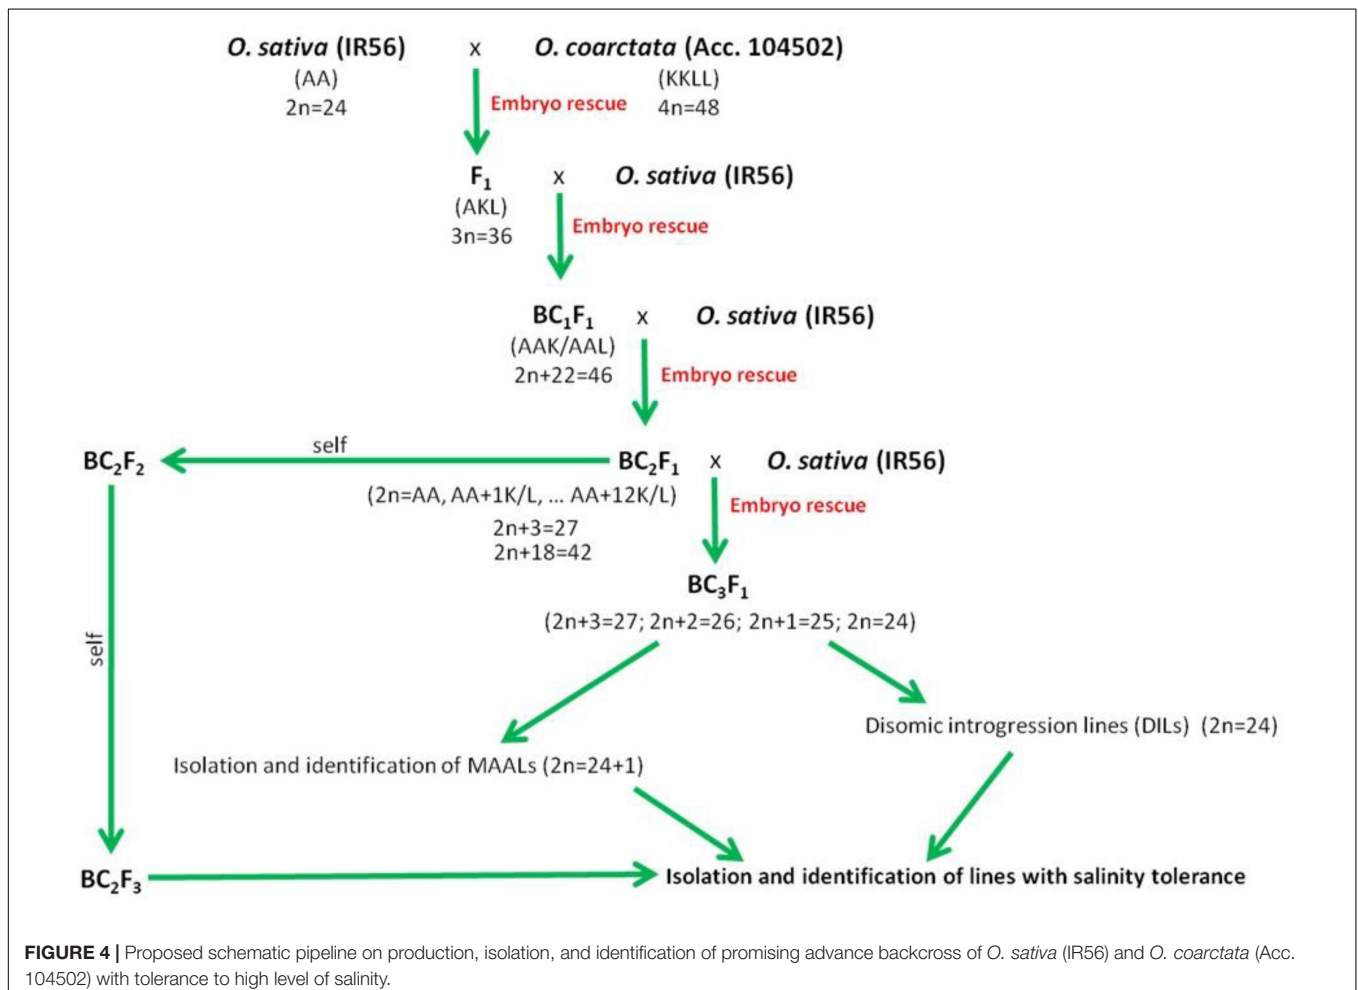 O. sativa (IR56) x O. coarctata (Acc. 104502)
(AA) (KKLL)
2n=24 Embryo rescue 4n=48
F1 x O. sativa (IR56)
(AKL)
3n=36 Embryo rescue
BC1F1 x O. sativa (IR56)
(AAK/AAL)
2n+22=46 Embryo rescue
self
BC2F2 BC2F1 x O. sativa (IR56)
(2n=AA, AA+1K/L, ... AA+12K/L) Embryo rescue
2n+3=27
2n+18=42
BC3F1
(2n+3=27; 2n+2=26; 2n+1=25; 2n=24)
self
Disomic introgression lines (DILs) (2n=24)
Isolation and identification of MAALs (2n=24+1)
BC2F3 Isolation and identification of lines with salinity tolerance
FIGURE 4 | Proposed schematic pipeline on production, isolation, and identification of promising advance backcross of O. sativa (IR56) and O. coarctata (Acc.
104502) with tolerance to high level of salinity.